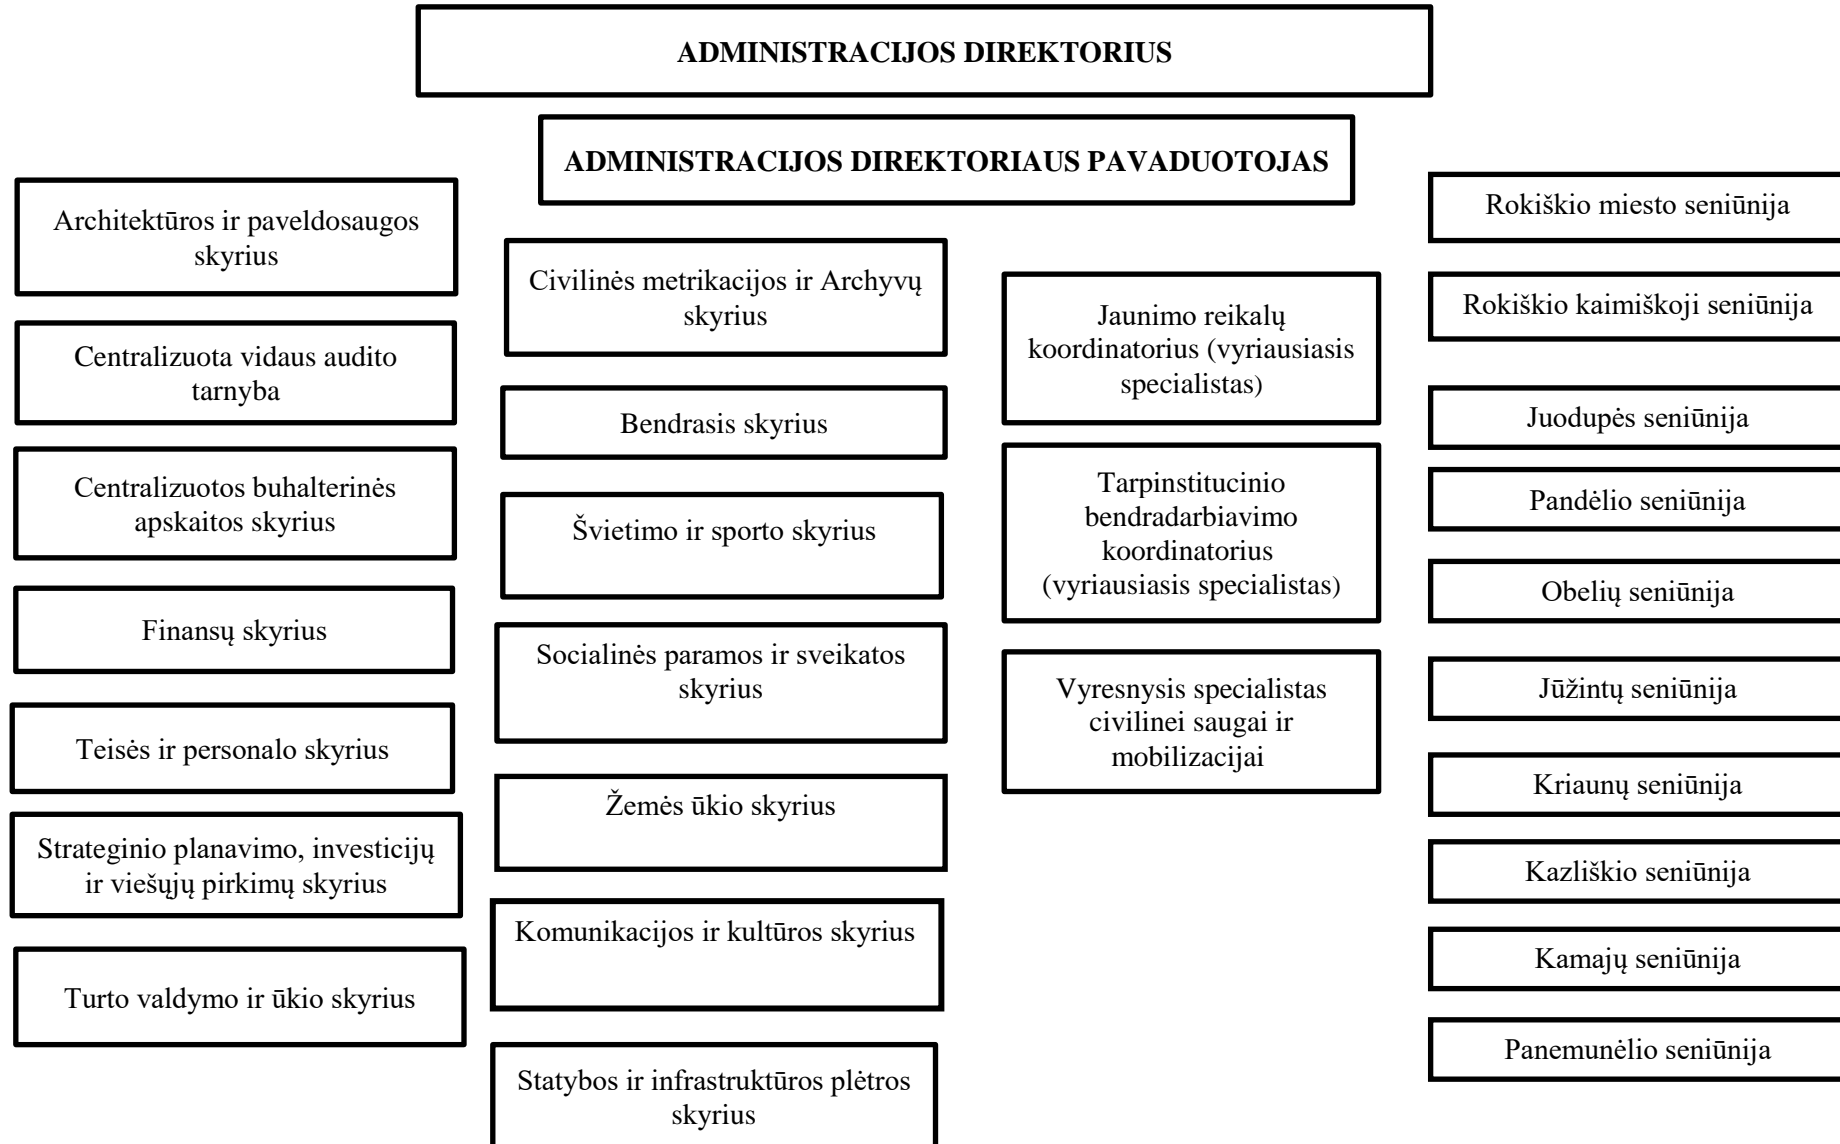 ADMINISTRACIJOS DIREKTORIUS
ADMINISTRACIJOS DIREKTORIAUS PAVADUOTOJAS
Architektūros ir paveldosaugos
skyrius
Centralizuota vidaus audito
tarnyba
Centralizuotos buhalterinės
apskaitos skyrius
Finansų skyrius
Teisės ir personalo skyrius
Strateginio planavimo, investicijų
ir viešųjų pirkimų skyrius
Turto valdymo ir ūkio skyrius
Civilinės metrikacijos ir Archyvų
skyrius
Bendrasis skyrius
Švietimo ir sporto skyrius
Socialinės paramos ir sveikatos
skyrius
Žemės ūkio skyrius
Komunikacijos ir kultūros skyrius
Statybos ir infrastruktūros plėtros
skyrius
Jaunimo reikalų
koordinatorius (vyriausiasis
specialistas)
Tarpinstitucinio
bendradarbiavimo
koordinatorius
(vyriausiasis specialistas)
Vyresnysis specialistas
civilinei saugai ir
mobilizacijai
Rokiškio miesto seniūnija
Rokiškio kaimiškoji seniūnija
Juodupės seniūnija
Pandėlio seniūnija
Obelių seniūnija
Jūžintų seniūnija
Kriaunų seniūnija
Kazliškio seniūnija
Kamajų seniūnija
Panemunėlio seniūnija